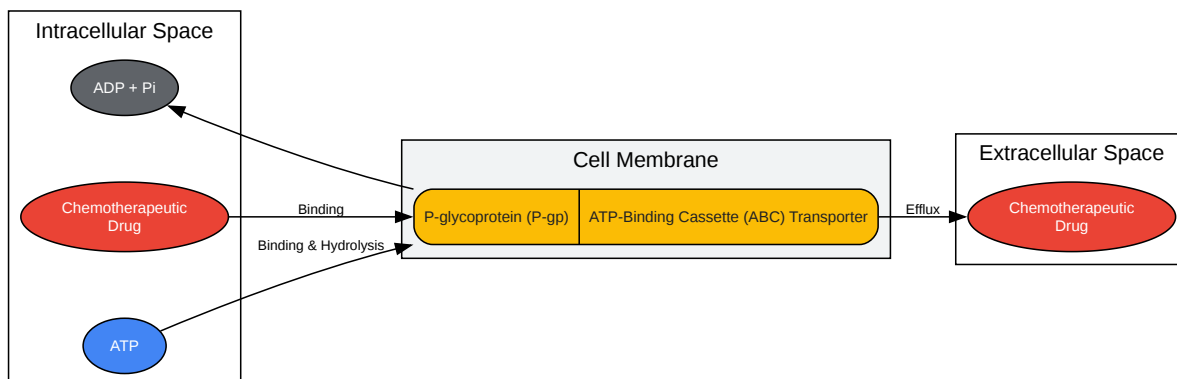 Intracellular Space
ADP + Pi
Chemotherapeutic
Drug
ATP
Binding
Binding & Hydrolysis
Cell Membrane
P-glycoprotein (P-gp)
ATP-Binding Cassette (ABC) Transporter
Efflux
Extracellular Space
Chemotherapeutic
Drug